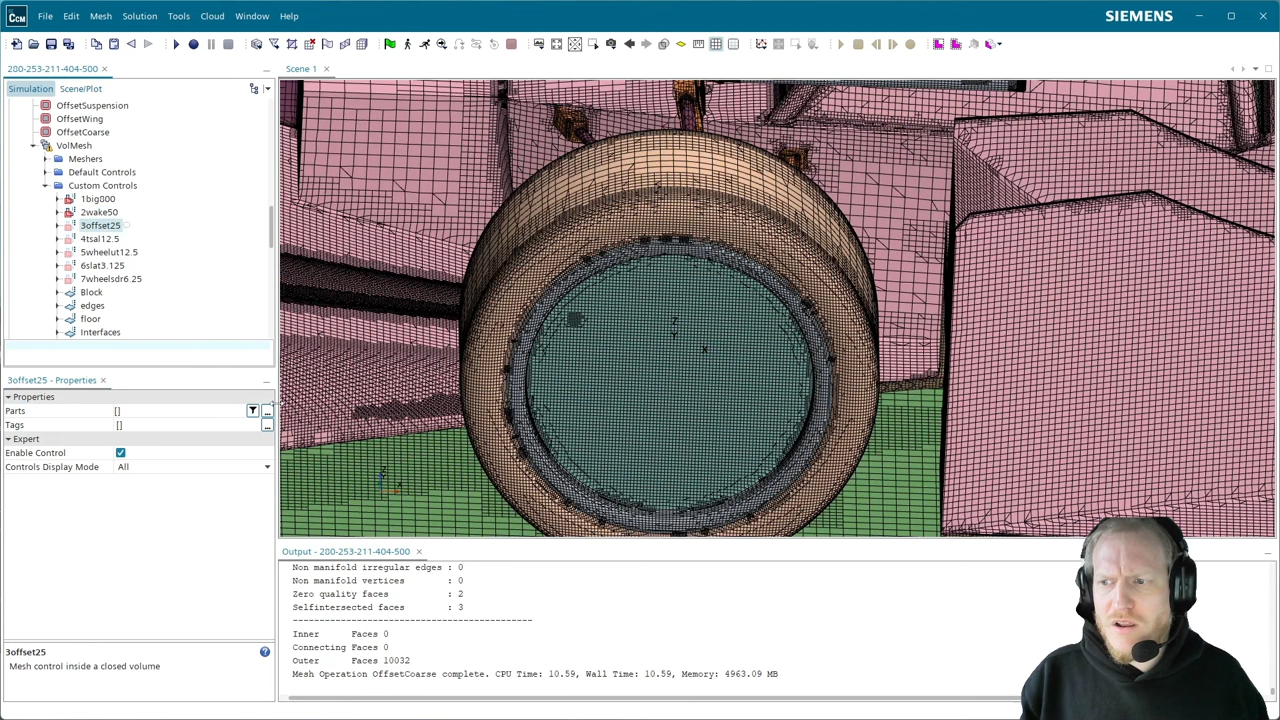 CCM File Edit Mesh Solution Tools Cloud Window Help SIEMENS
280-253-211-404-500 Scene 1
Simulation Scene/Plot
OffsetSuspension
OffsetWing
OffsetCoarse
VolMesh
Meshers
Default Controls
Custom Controls
1big800
2wake50
3offset25
4tsal12.5
5wheelut12.5
6slat3.125
7wheelsdr6.25
Block
edges
floor
Interfaces
3offset25 - Properties
Properties
Parts []
Tags []
Expert
Enable Control
Controls Display Mode All
3offset25
Mesh control inside a closed volume
Z
Y
X
Output - 280-253-211-404-500
Non manifold irregular edges : 0
Non manifold vertices : 0
Zero quality faces : 2
Selfintersected faces : 3
--------------------------------------------
Inner Faces 0
Connecting Faces 0
Outer Faces 10032
Mesh Operation OffsetCoarse complete. CPU Time: 10.59, Wall Time: 10.59, Memory: 4963.09 MB